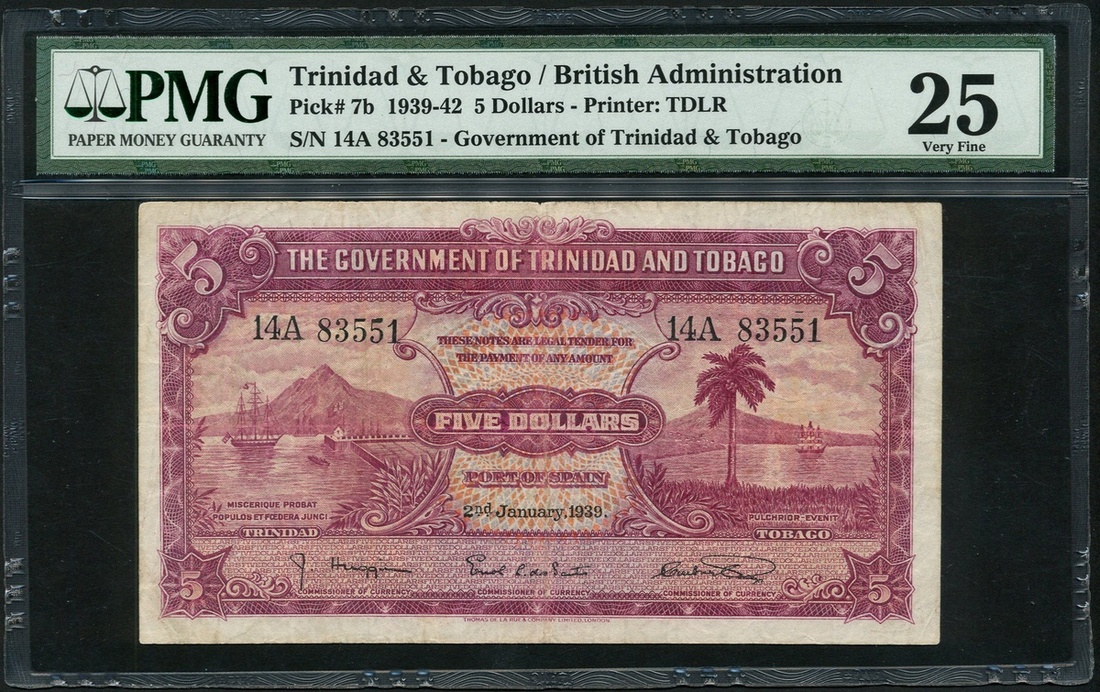 PMG
PAPER MONEY GUARANTY
Trinidad & Tobago / British Administration
Pick# 7b 1939-42 5 Dollars - Printer: TDLR
S/N 14A 83551 - Government of Trinidad & Tobago
25
Very Fine
5
5
THE GOVERNMENT OF TRINIDAD AND TOBAGO
14A 83551
14A 83551
THESE NOTES ARE LEGAL TENDER FOR
THE PAYMENT OF ANY AMOUNT
FIVE DOLLARS
PORT OF SPAIN
2nd January, 1939.
MISCERIQUE PROBAT
POPULOS ET FŒDERA JUNGI
TRINIDAD
PULCHRIOR-EVENIT
TOBAGO
5
5
COMMISSIONER OF CURRENCY
COMMISSIONER OF CURRENCY
COMMISSIONER OF CURRENCY
THOMAS DE LA RUE & COMPANY, LIMITED, LONDON.